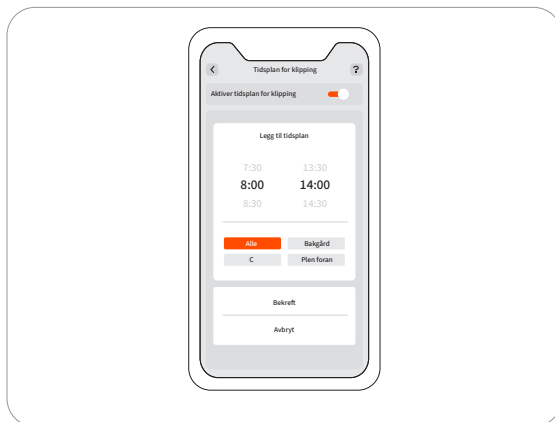 Tidsplan for klipping ?
Aktiver tidsplan for klipping
Legg til tidsplan
7:30 13:30
8:00 14:00
8:30 14:30
Alle Bakgård
C Plen foran
Bekreft
Avbryt